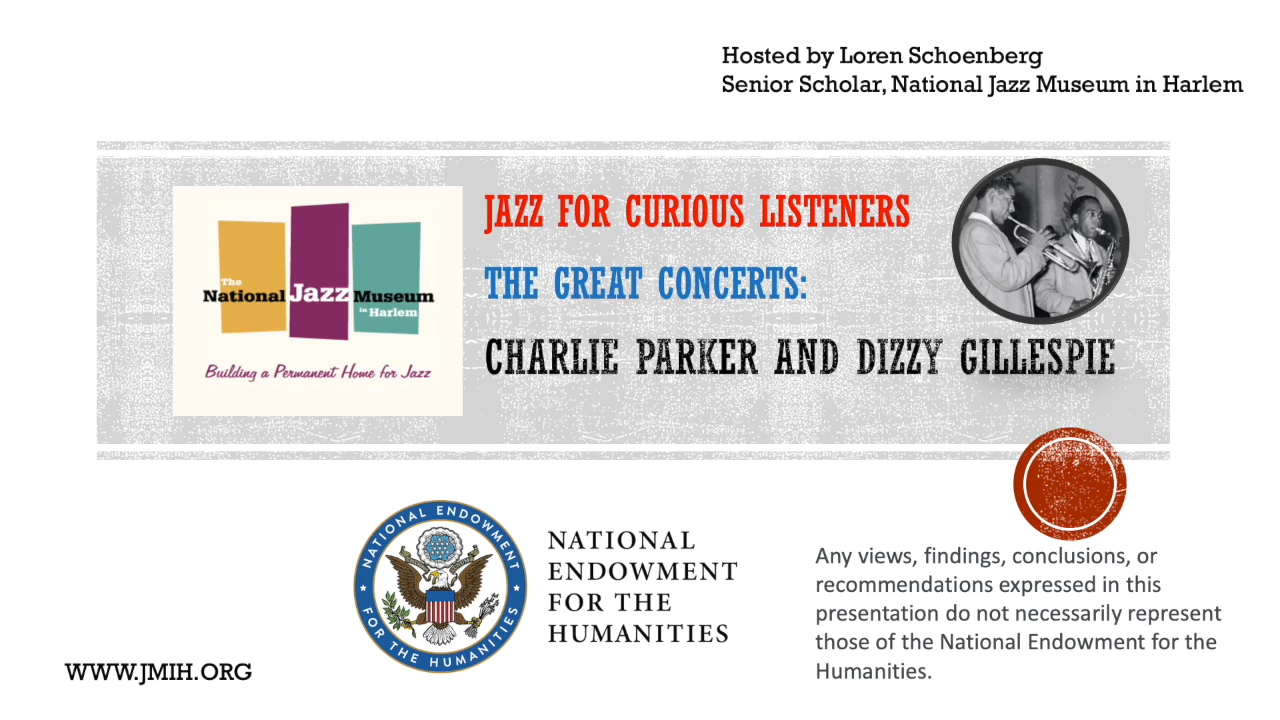 Hosted by Loren Schoenberg
Senior Scholar, National Jazz Museum in Harlem
The
National Jazz Museum
in Harlem
Building a Permanent Home for Jazz
JAZZ FOR CURIOUS LISTENERS
THE GREAT CONCERTS:
CHARLIE PARKER AND DIZZY GILLESPIE
NATIONAL ENDOWMENT
FOR THE HUMANITIES
NATIONAL
ENDOWMENT
FOR THE
HUMANITIES
Any views, findings, conclusions, or
recommendations expressed in this
presentation do not necessarily represent
those of the National Endowment for the
Humanities.
WWW.JMIH.ORG